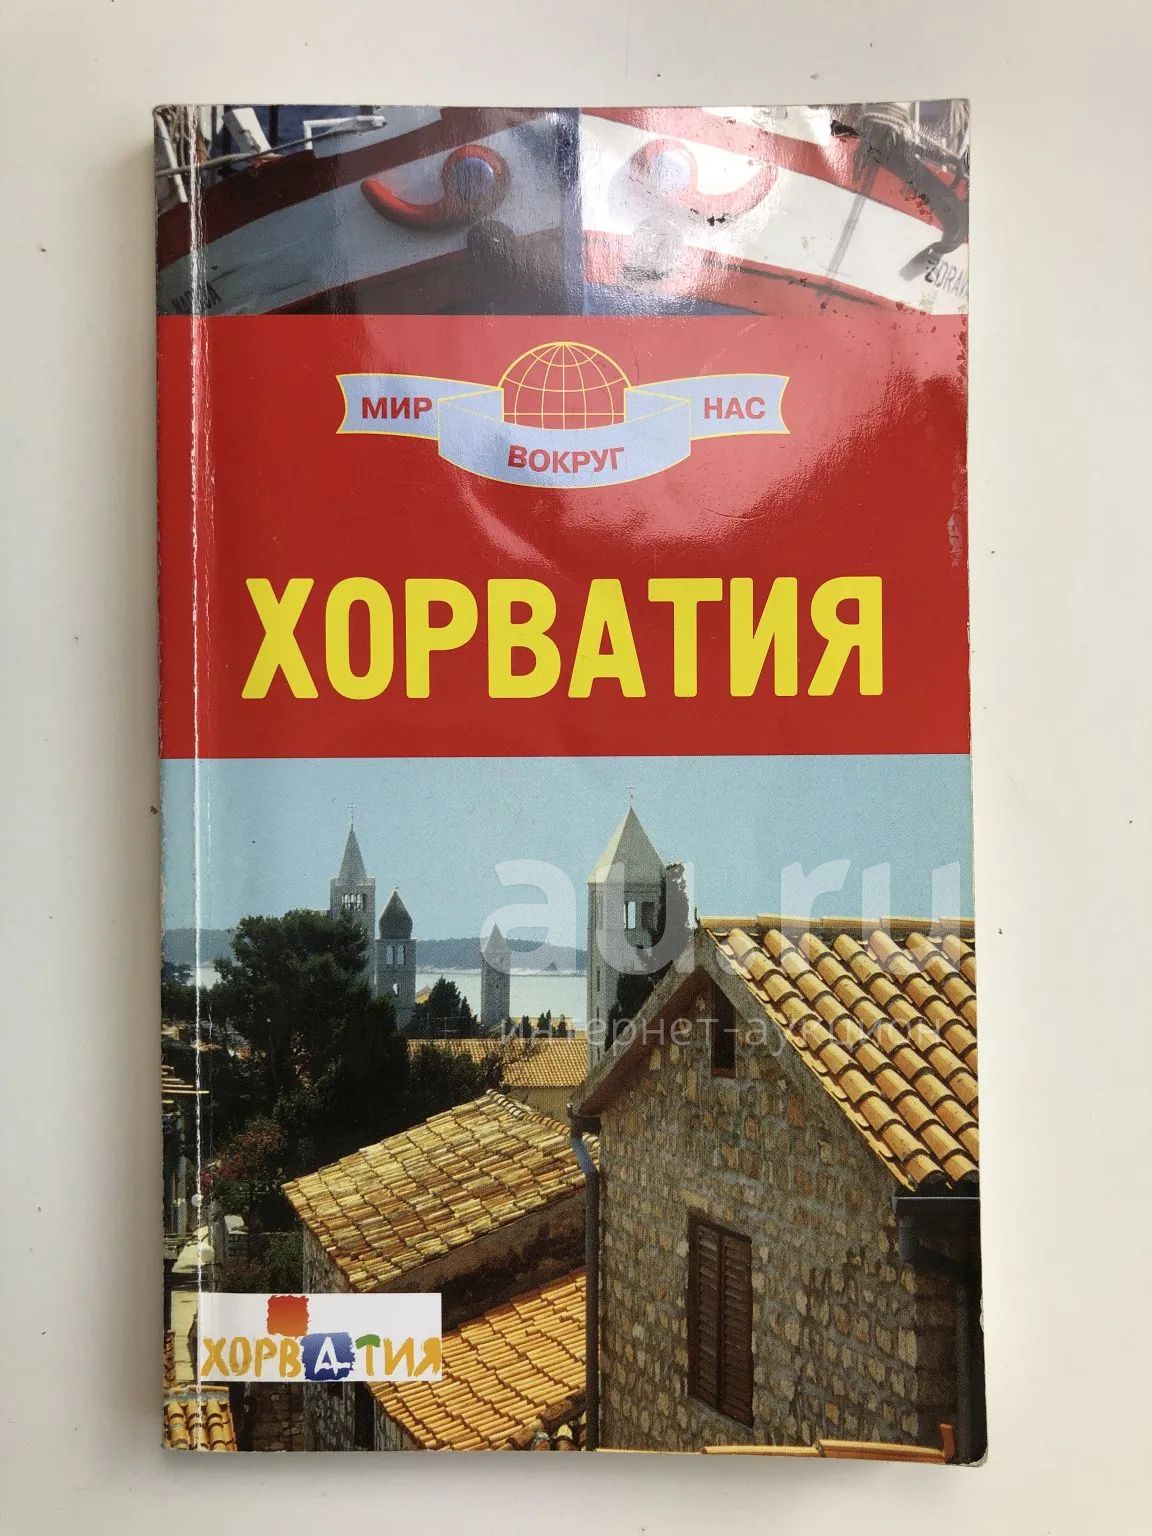 МИР
ВОКРУГ
НАС
ХОРВАТИЯ
au.ru
интернет-аукцион
ХОРВАТИЯ